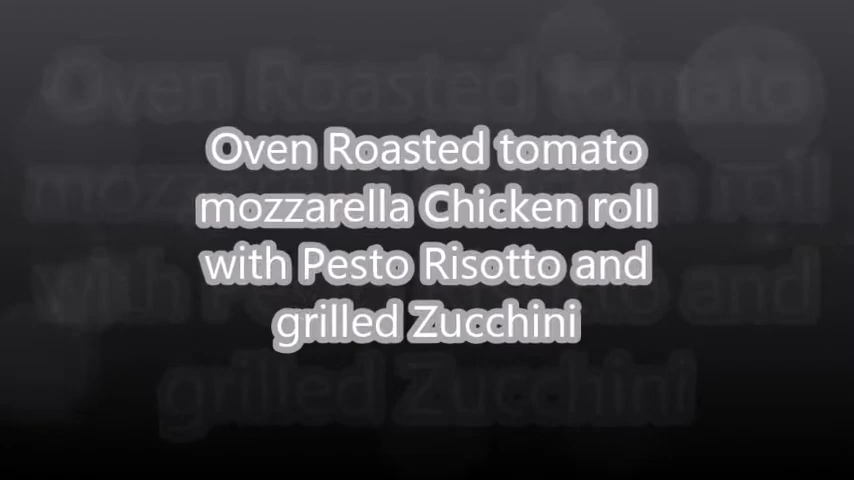 Oven Roasted tomato
mozzarella Chicken roll
with Pesto Risotto and
grilled Zucchini